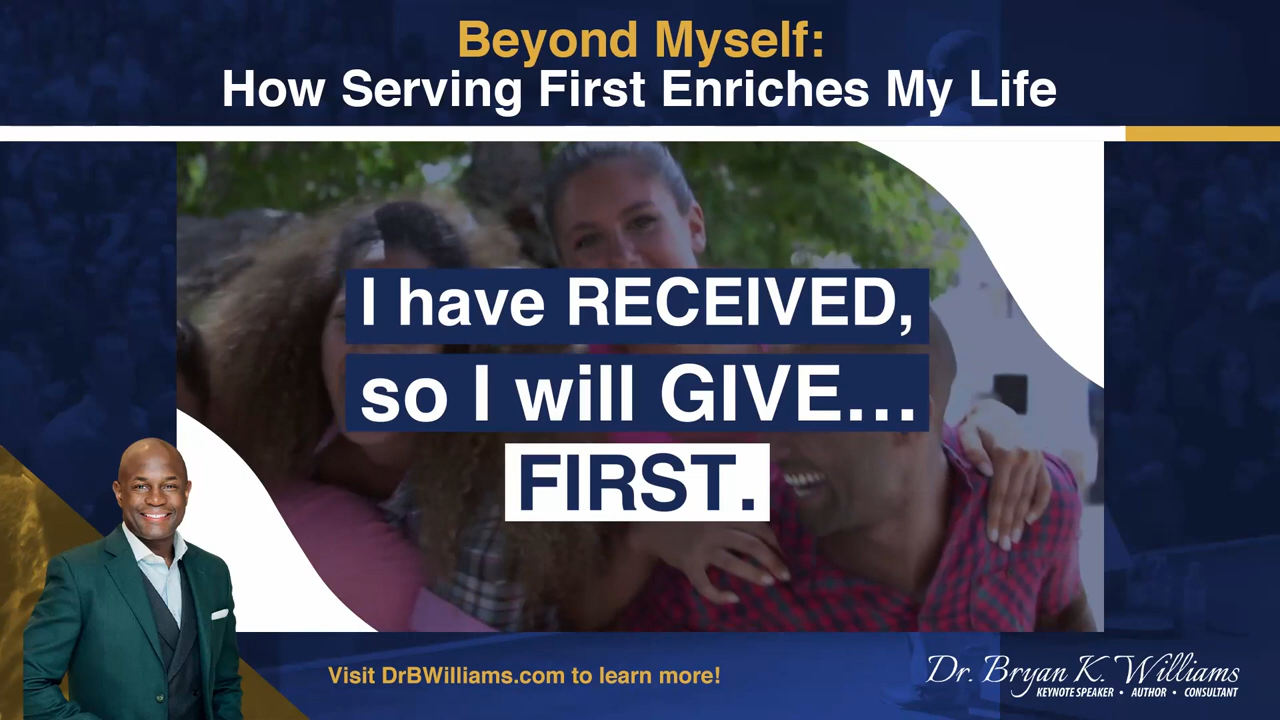 Beyond Myself:
How Serving First Enriches My Life
I have RECEIVED,
so I will GIVE...
FIRST.
Visit DrBWilliams.com to learn more!
Dr. Bryan K. Williams
KEYNOTE SPEAKER • AUTHOR • CONSULTANT